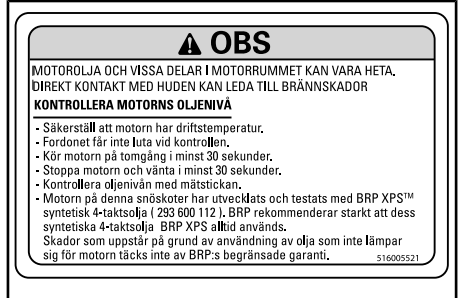 ⚠ OBS
MOTOROLJA OCH VISSA DELAR I MOTORRUMMET KAN VARA HETA.
DIREKT KONTAKT MED HUDEN KAN LEDA TILL BRÄNNSKADOR
KONTROLLERA MOTORNS OLJENIVÅ
- Säkerställ att motorn har driftstemperatur.
- Fordonet får inte luta vid kontrollen.
- Kör motorn på tomgång i minst 30 sekunder.
- Stoppa motorn och vänta i minst 30 sekunder.
- Kontrollera oljenivån med mätstickan.
- Motorn på denna snöskoter har utvecklats och testats med BRP XPS™
syntetisk 4-taktsolja ( 293 600 112 ). BRP rekommenderar starkt att dess
syntetiska 4-taktsolja BRP XPS alltid används.
Skador som uppstår på grund av användning av olja som inte lämpar
sig för motorn täcks inte av BRP:s begränsade garanti.
516005521